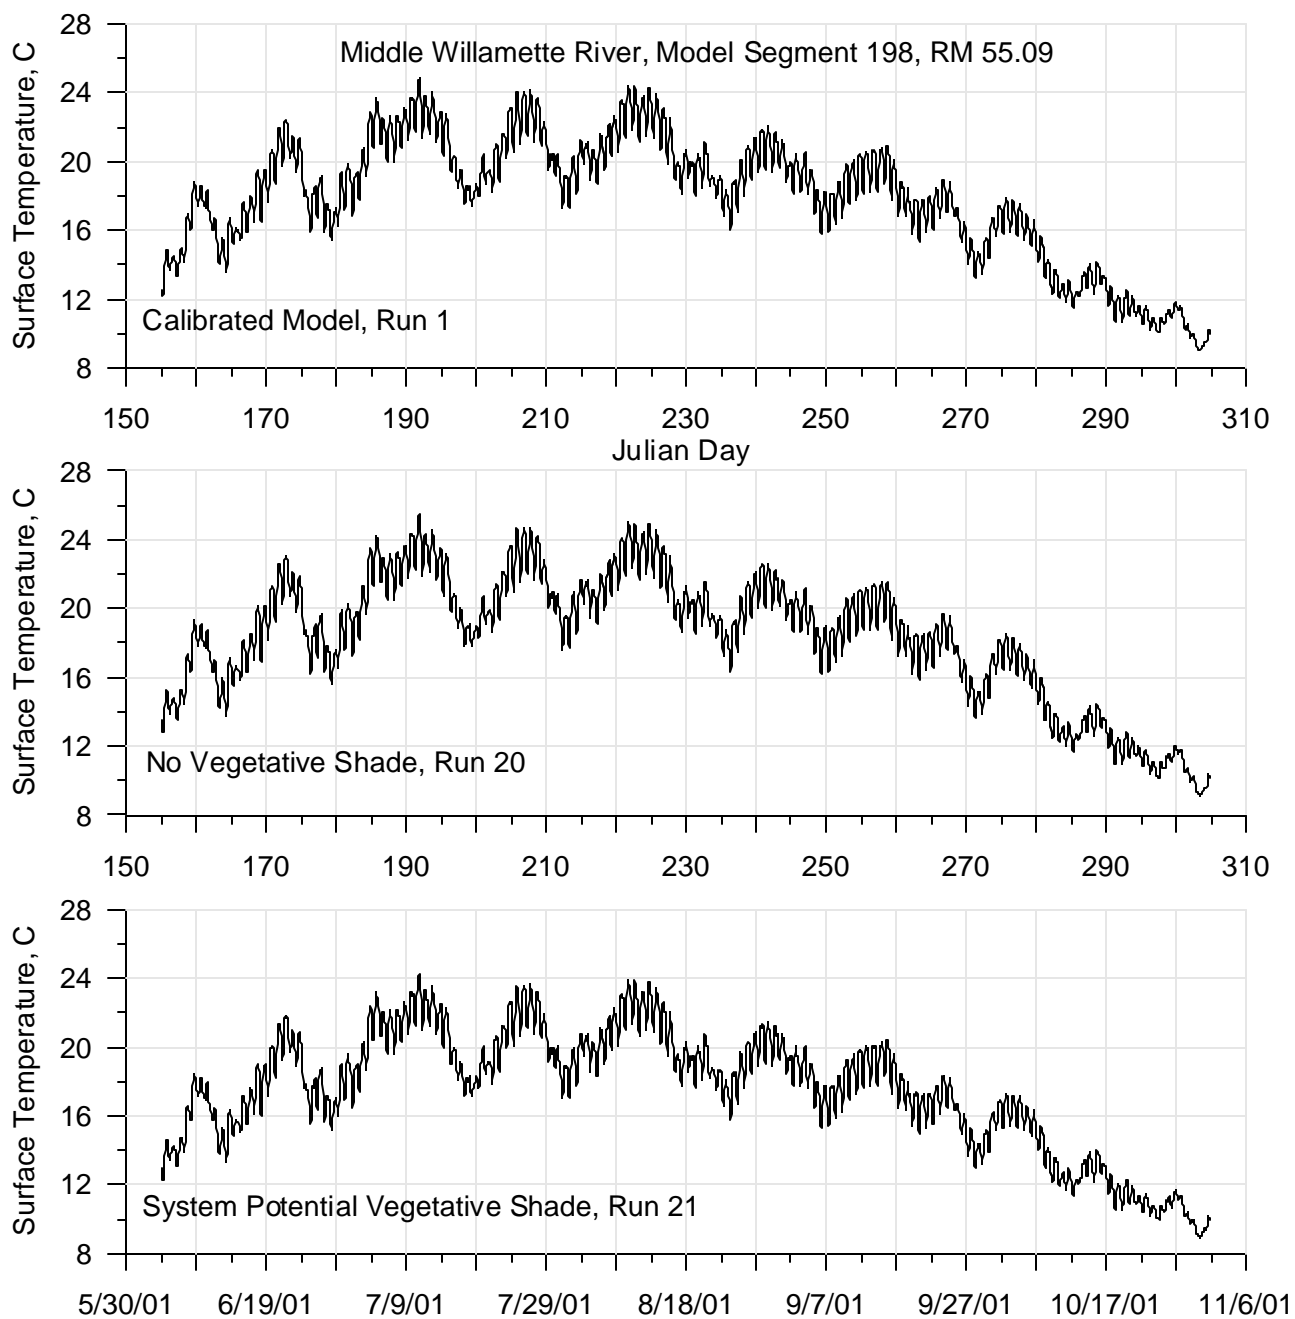 28
Middle Willamette River, Model Segment 198, RM 55.09
24
20
16
12
8
Surface Temperature, C
Calibrated Model, Run 1
150 170 190 210 230 250 270 290 310
Julian Day
28
24
20
16
12
8
Surface Temperature, C
No Vegetative Shade, Run 20
150 170 190 210 230 250 270 290 310
28
24
20
16
12
8
Surface Temperature, C
System Potential Vegetative Shade, Run 21
5/30/01 6/19/01 7/9/01 7/29/01 8/18/01 9/7/01 9/27/01 10/17/01 11/6/01